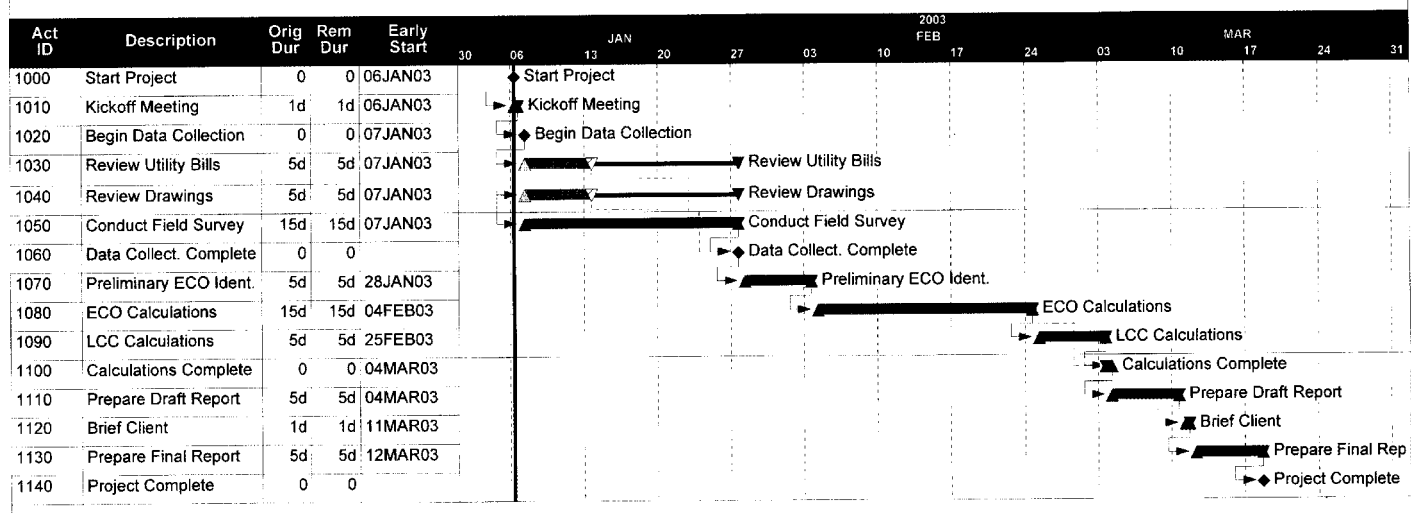 2003
JAN FEB MAR
Act ID Description Orig Dur Rem Dur Early Start
30 06 13 20 27 03 10 17 24 03 10 17 24 31
1000 Start Project 0 0 06JAN03 Start Project
1010 Kickoff Meeting 1d 1d 06JAN03 Kickoff Meeting
1020 Begin Data Collection 0 0 07JAN03 Begin Data Collection
1030 Review Utility Bills 5d 5d 07JAN03 Review Utility Bills
1040 Review Drawings 5d 5d 07JAN03 Review Drawings
1050 Conduct Field Survey 15d 15d 07JAN03 Conduct Field Survey
1060 Data Collect. Complete 0 0 Data Collect. Complete
1070 Preliminary ECO Ident. 5d 5d 28JAN03 Preliminary ECO Ident.
1080 ECO Calculations 15d 15d 04FEB03 ECO Calculations
1090 LCC Calculations 5d 5d 25FEB03 LCC Calculations
1100 Calculations Complete 0 0 04MAR03 Calculations Complete
1110 Prepare Draft Report 5d 5d 04MAR03 Prepare Draft Report
1120 Brief Client 1d 1d 11MAR03 Brief Client
1130 Prepare Final Report 5d 5d 12MAR03 Prepare Final Rep
1140 Project Complete 0 0 Project Complete